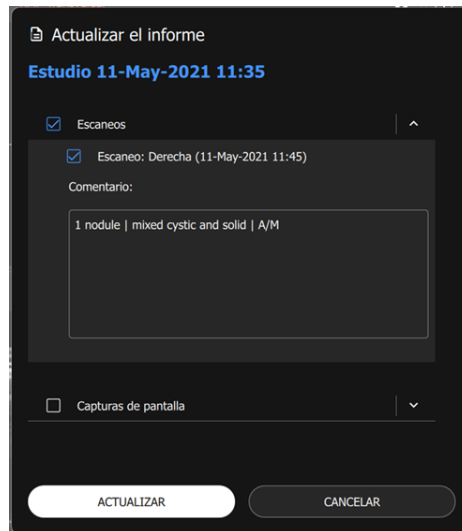 Actualizar el informe
Estudio 11-May-2021 11:35
Escaneos
Escaneo: Derecha (11-May-2021 11:45)
Comentario:
1 nodule | mixed cystic and solid | A/M
Capturas de pantalla
ACTUALIZAR CANCELAR